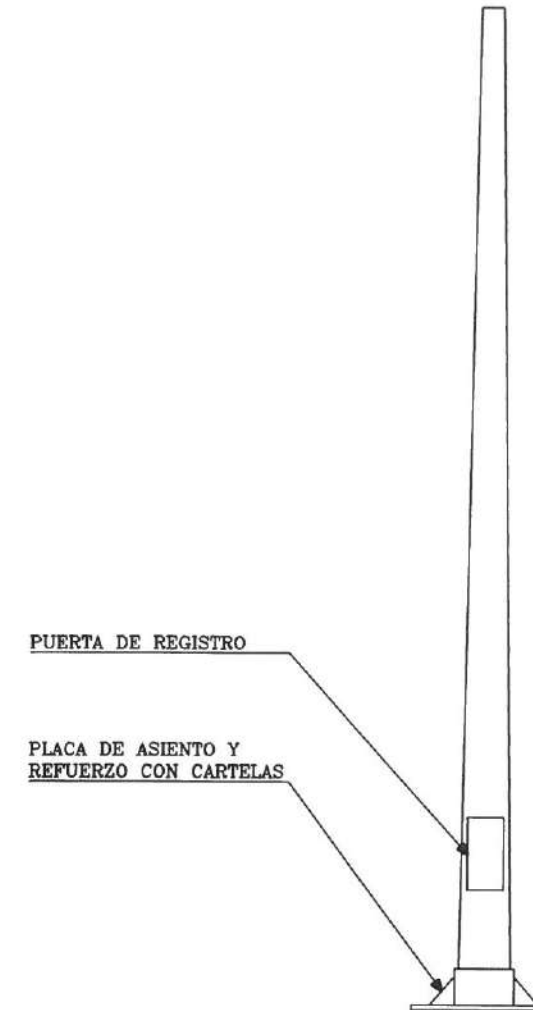 PUERTA DE REGISTRO
PLACA DE ASIENTO Y
REFUERZO CON CARTELAS